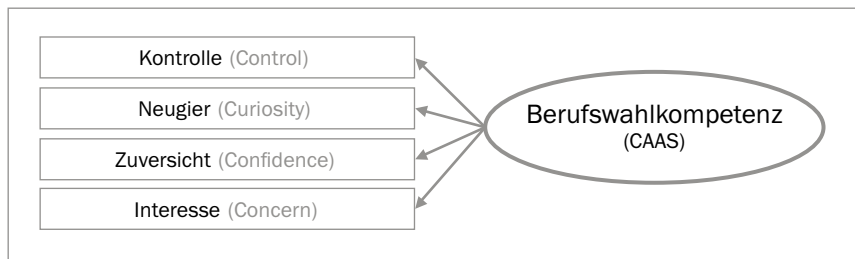 Kontrolle (Control)
Neugier (Curiosity)
Zuversicht (Confidence)
Interesse (Concern)
Berufswahlkompetenz
(CAAS)